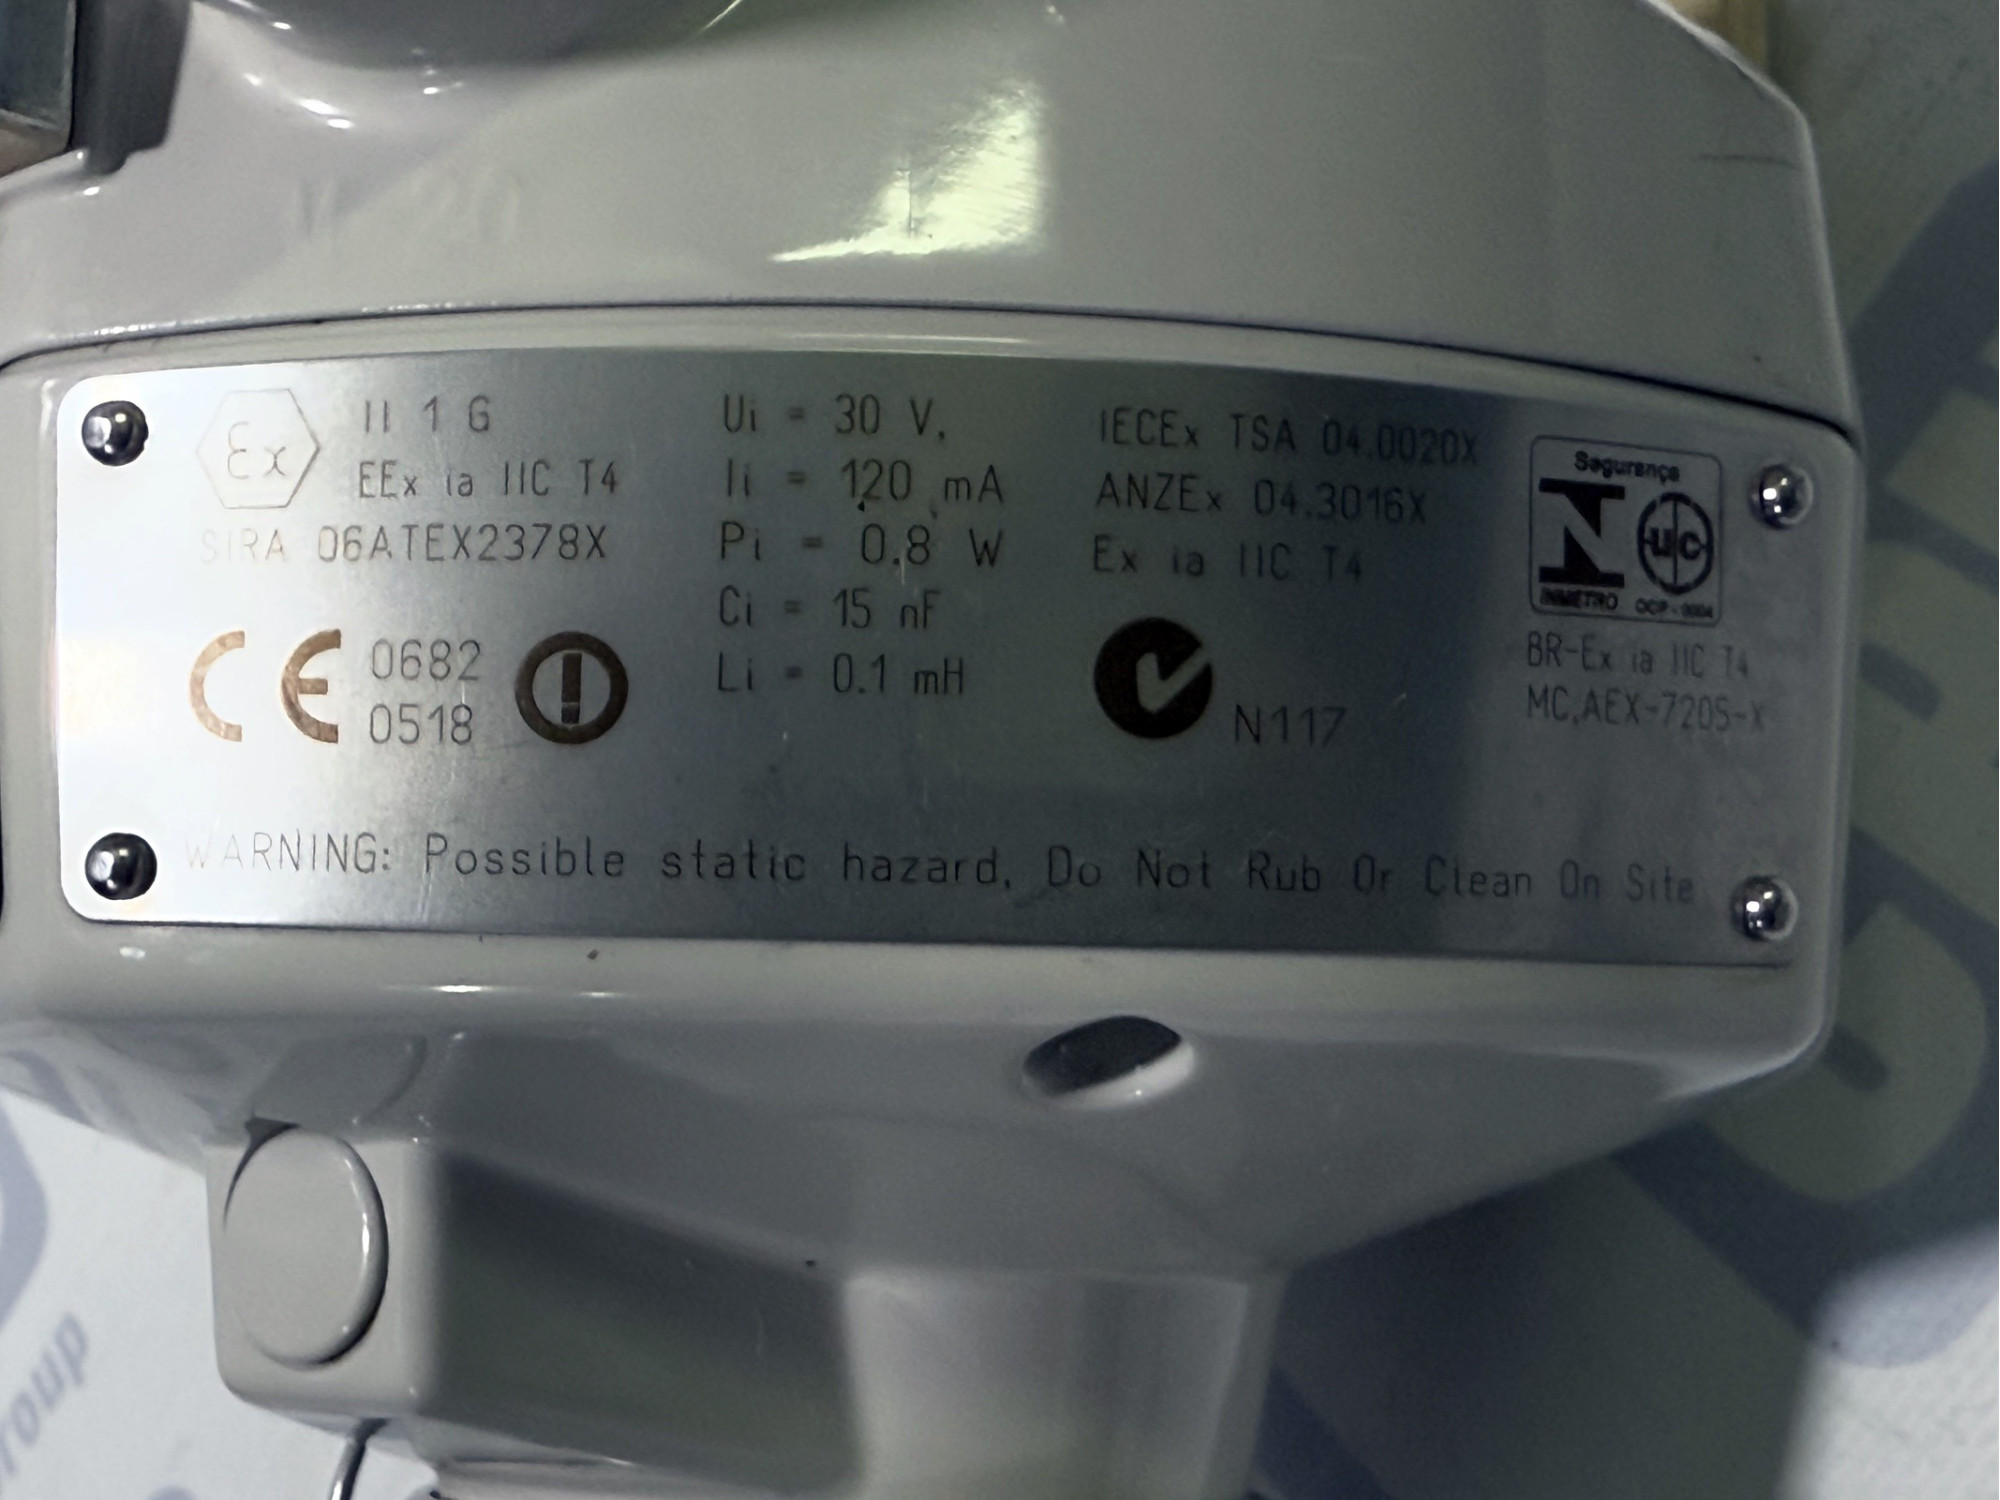 Ex
II 1 G
EEx ia IIC T4
SIRA 06ATEX2378X
CE 0682
0518
Ui = 30 V,
Ii = 120 mA
Pi = 0,8 W
Ci = 15 nF
Li = 0.1 mH
IECEx TSA 04.0020X
ANZEx 04.3016X
Ex ia IIC T4
N117
Segurança
UC
INMETRO OCP-0004
BR-Ex ia IIC T4
MC,AEX-7205-X
WARNING: Possible static hazard, Do Not Rub Or Clean On Site
roup